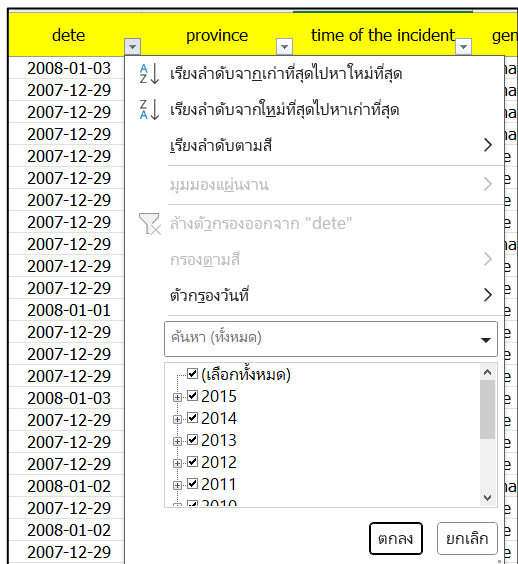 dete province time of the incident gen
2008-01-03
2007-12-29
2007-12-29
2007-12-29
2007-12-29
2007-12-29
2007-12-29
2007-12-29
2007-12-29
2007-12-29
2007-12-29
2008-01-01
2007-12-29
2007-12-29
2007-12-29
2008-01-03
2007-12-29
2007-12-29
2007-12-29
2008-01-02
2007-12-29
2008-01-02
2007-12-29
เรียงลำดับจากเก่าที่สุดไปหาใหม่ที่สุด
เรียงลำดับจากใหม่ที่สุดไปหาเก่าที่สุด
เรียงลำดับตามสี
มุมมองแผ่นงาน
ล้างตัวกรองออกจาก "dete"
กรองตามสี
ตัวกรองวันที่
ค้นหา (ทั้งหมด)
(เลือกทั้งหมด)
2015
2014
2013
2012
2011
2010
ตกลง ยกเลิก